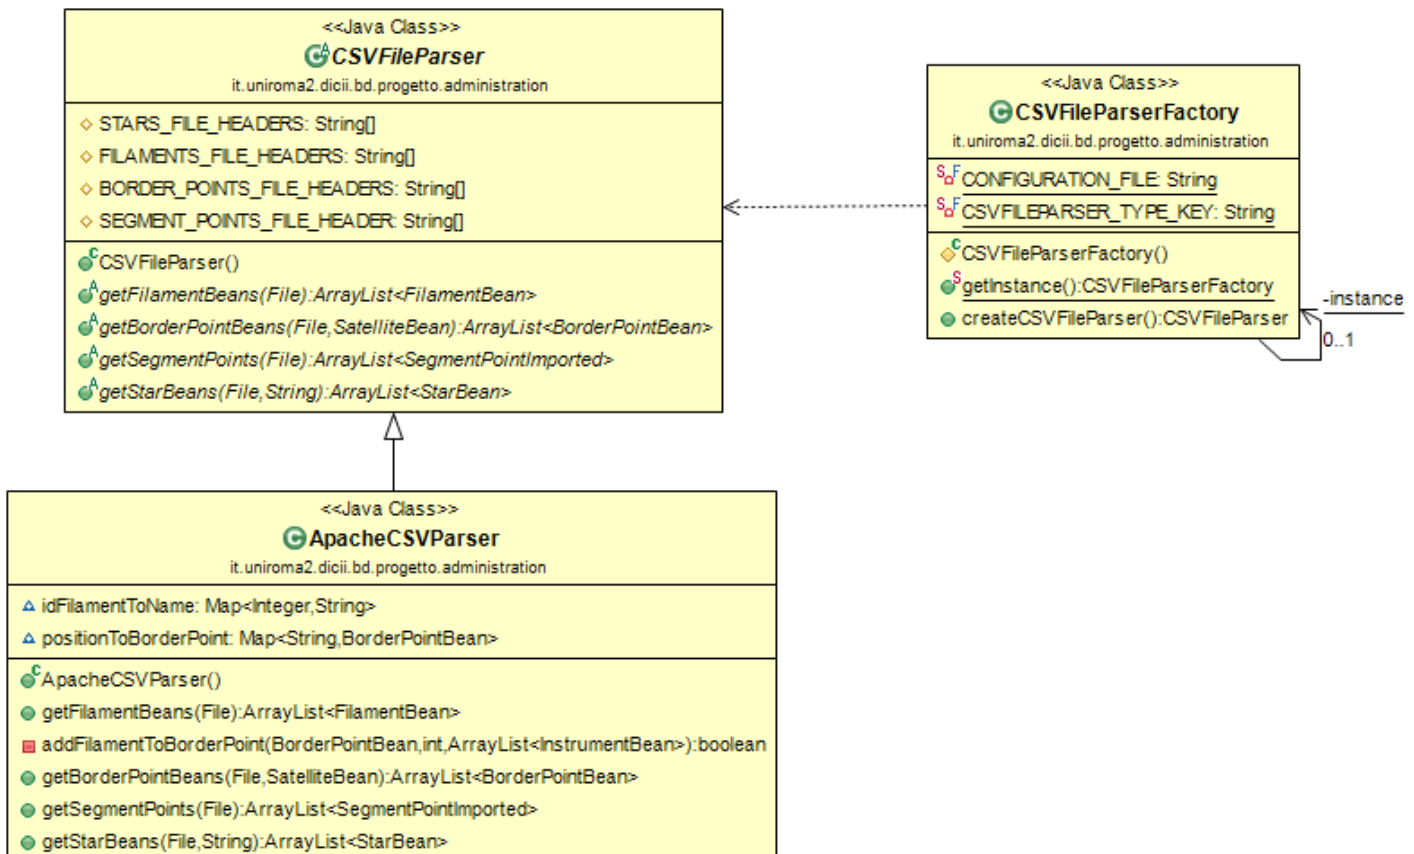 <<Java Class>>
CSVFileParser
it.uniroma2.dicii.bd.progetto.administration
STARS_FILE_HEADERS: String[]
FILAMENTS_FILE_HEADERS: String[]
BORDER_POINTS_FILE_HEADERS: String[]
SEGMENT_POINTS_FILE_HEADER: String[]
CSVFileParser()
getFilamentBeans(File):ArrayList<FilamentBean>
getBorderPointBeans(File,SatelliteBean):ArrayList<BorderPointBean>
getSegmentPoints(File):ArrayList<SegmentPointImported>
getStarBeans(File,String):ArrayList<StarBean>
<<Java Class>>
CSVFileParserFactory
it.uniroma2.dicii.bd.progetto.administration
CONFIGURATION_FILE: String
CSVFILEPARSER_TYPE_KEY: String
CSVFileParserFactory()
getInstance():CSVFileParserFactory
createCSVFileParser():CSVFileParser
-instance
0..1
<<Java Class>>
ApacheCSVParser
it.uniroma2.dicii.bd.progetto.administration
idFilamentToName: Map<Integer,String>
positionToBorderPoint: Map<String,BorderPointBean>
ApacheCSVParser()
getFilamentBeans(File):ArrayList<FilamentBean>
addFilamentToBorderPoint(BorderPointBean,int,ArrayList<InstrumentBean>):boolean
getBorderPointBeans(File,SatelliteBean):ArrayList<BorderPointBean>
getSegmentPoints(File):ArrayList<SegmentPointImported>
getStarBeans(File,String):ArrayList<StarBean>